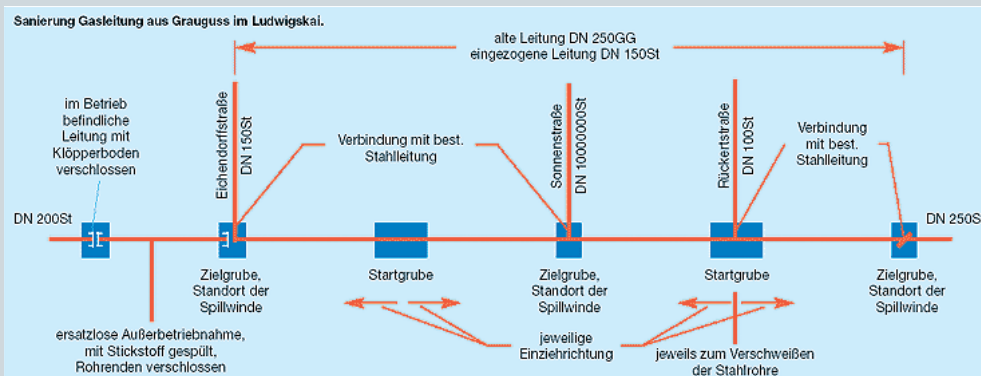 Sanierung Gasleitung aus Grauguss im Ludwigskai.
alte Leitung DN 250GG
eingezogene Leitung DN 150St
im Betrieb
befindliche
Leitung mit
Klöpperboden
verschlossen
Eichendorffstraße
DN 150St
Verbindung mit best.
Stahlleitung
Sonnenstraße
DN 10000000St
Rückertstraße
DN 100St
Verbindung
mit best.
Stahlleitung
DN 200St
DN 250S
Zielgrube,
Standort der
Spillwinde
Startgrube
Zielgrube,
Standort der
Spillwinde
Startgrube
Zielgrube,
Standort der
Spillwinde
ersatzlose Außerbetriebnahme,
mit Stickstoff gespült,
Rohrenden verschlossen
jeweilige
Einziehrichtung
jeweils zum Verschweißen
der Stahlrohre